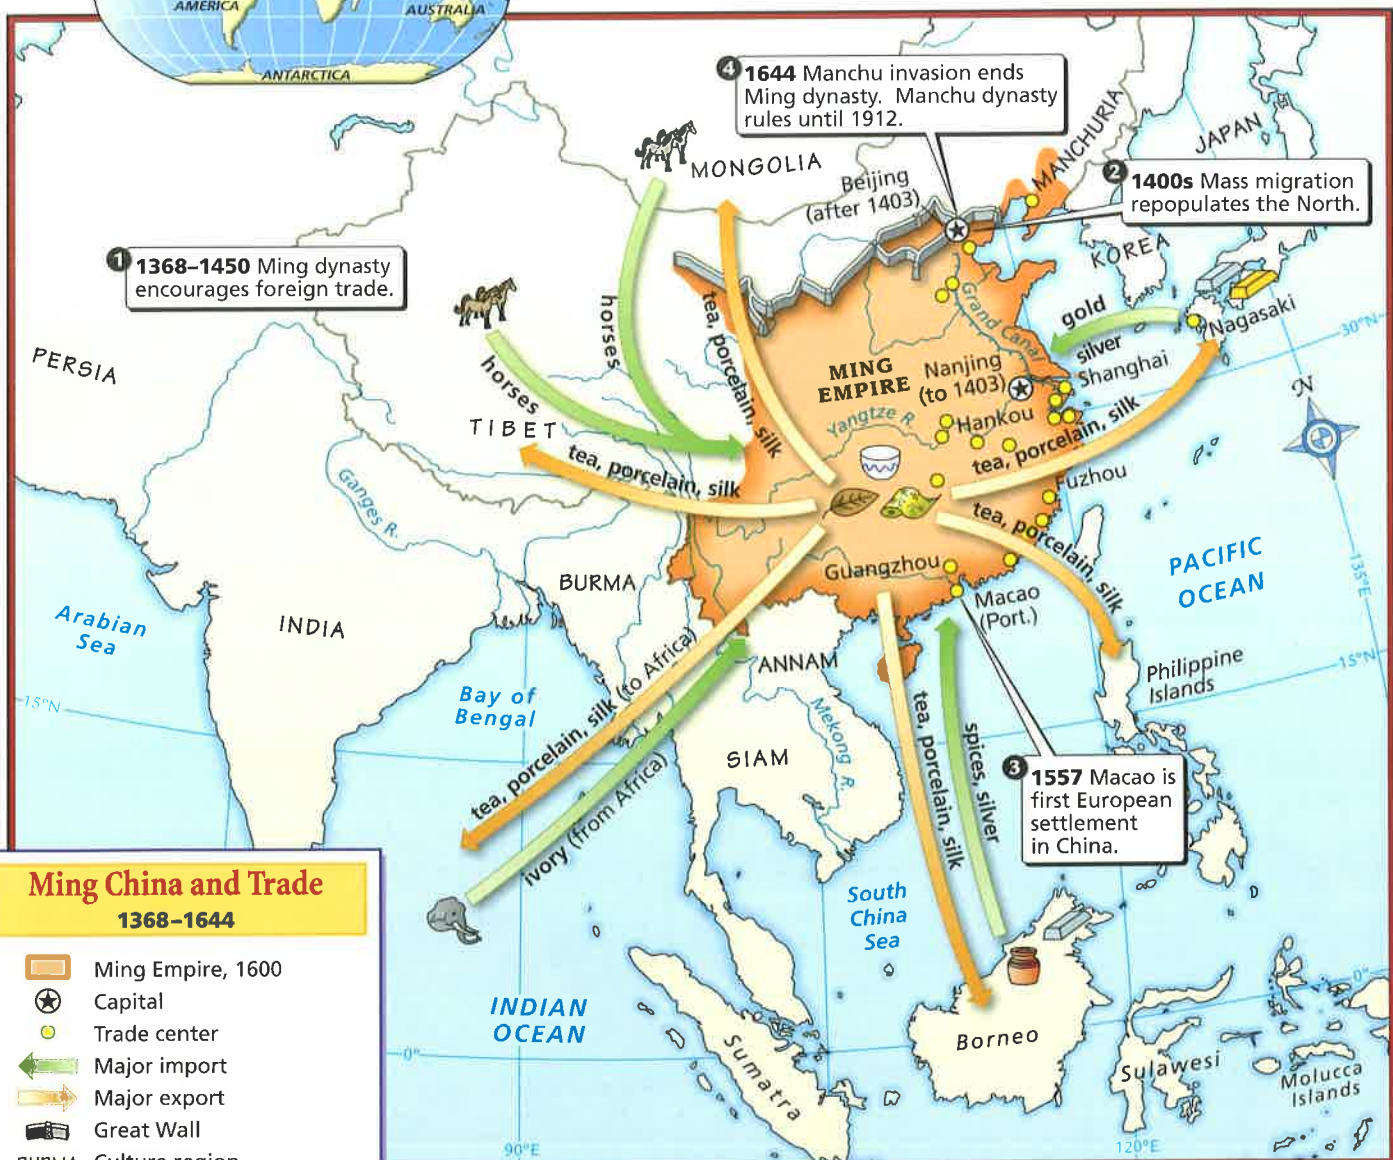 AMERICA
AUSTRALIA
ANTARCTICA
4 1644 Manchu invasion ends
Ming dynasty. Manchu dynasty
rules until 1912.
MANCHURIA
JAPAN
MONGOLIA
Beijing
(after 1403)
2 1400s Mass migration
repopulates the North.
KOREA
1 1368–1450 Ming dynasty
encourages foreign trade.
horses
tea, porcelain, silk
Grand Canal
gold
silver
Nagasaki
30°N
PERSIA
horses
MING
EMPIRE
Nanjing
(to 1403)
Shanghai
N
TIBET
Yangtze R.
Hankou
tea, porcelain, silk
tea, porcelain, silk
Ganges R.
Fuzhou
tea, porcelain, silk
PACIFIC
OCEAN
135°E
BURMA
Guangzhou
Macao
(Port.)
Arabian
Sea
INDIA
ANNAM
Philippine
Islands
15°N
15°N
Bay of
Bengal
tea, porcelain, silk (to Africa)
ivory (from Africa)
SIAM
Mekong R.
tea, porcelain, silk
spices, silver
3 1557 Macao is
first European
settlement
in China.
South
China
Sea
Ming China and Trade
1368–1644
Ming Empire, 1600
Capital
Trade center
Major import
Major export
Great Wall
INDIAN
OCEAN
0°
0°
Sumatra
Borneo
Sulawesi
Molucca
Islands
90°E
120°E